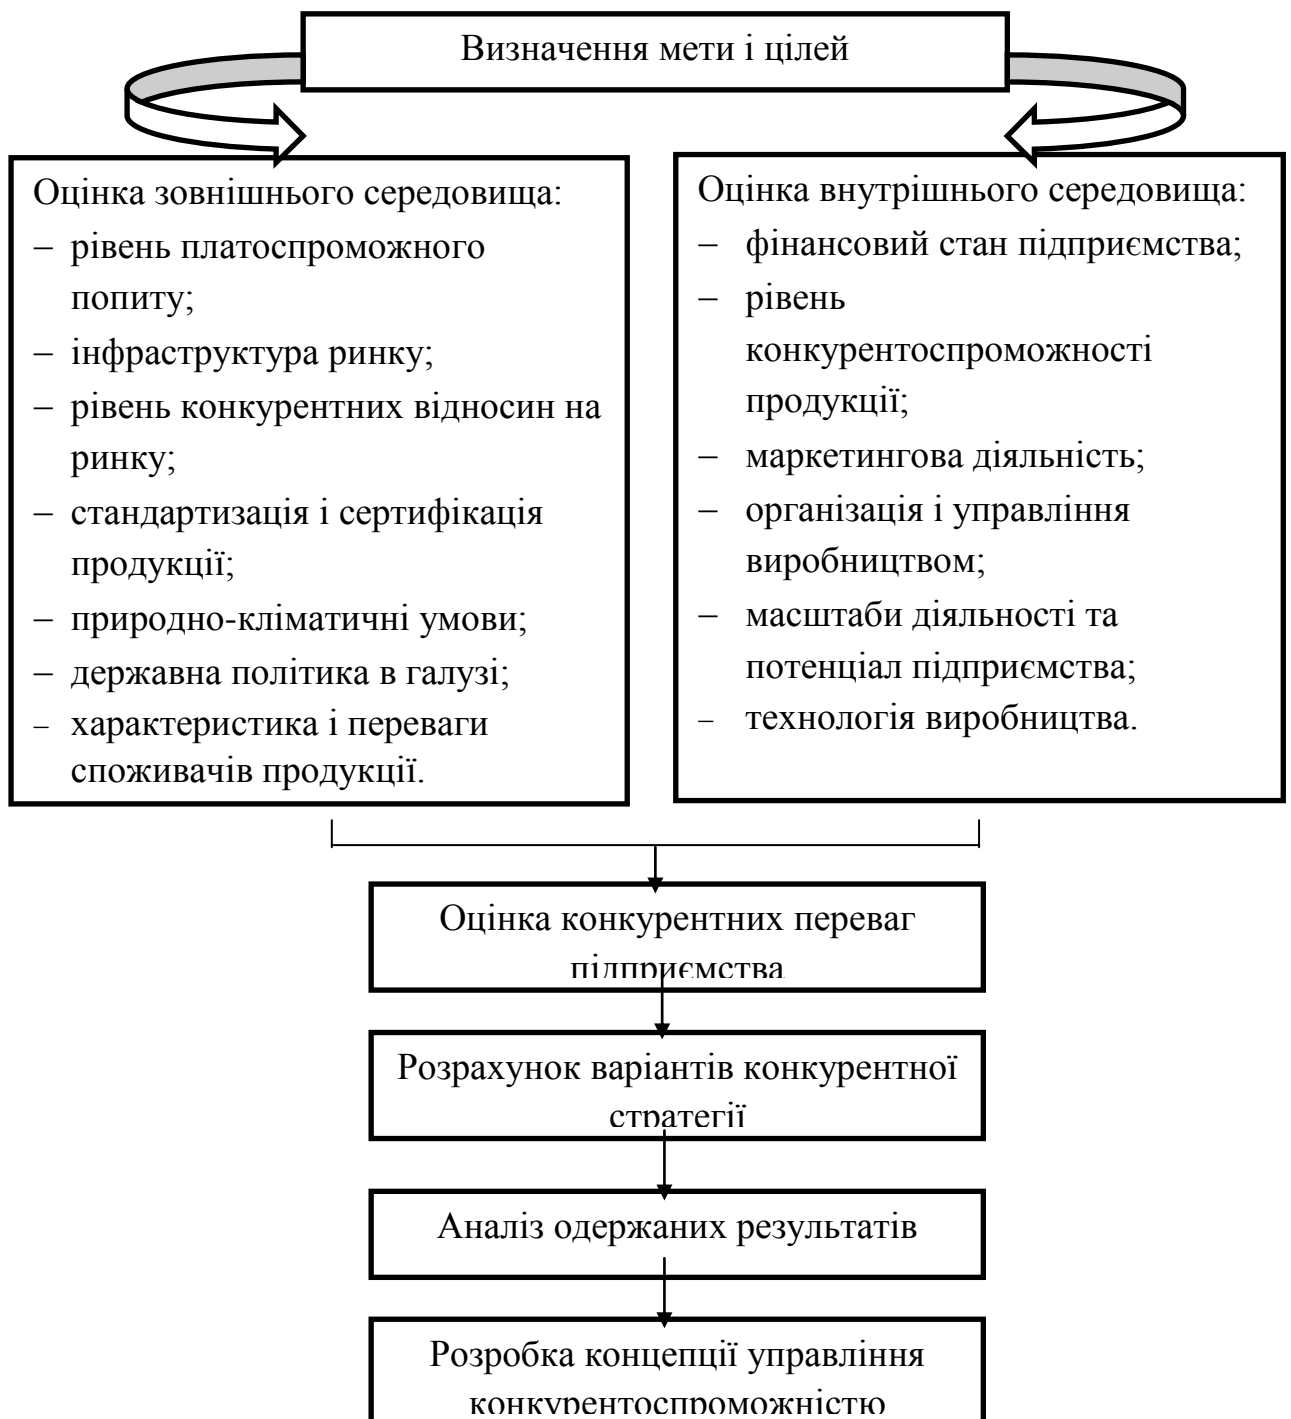 Визначення мети і цілей
Оцінка зовнішнього середовища:
– рівень платоспроможного
попиту;
– інфраструктура ринку;
– рівень конкурентних відносин на
ринку;
– стандартизація і сертифікація
продукції;
– природно-кліматичні умови;
– державна політика в галузі;
– характеристика і переваги
споживачів продукції.
Оцінка внутрішнього середовища:
– фінансовий стан підприємства;
– рівень
конкурентоспроможності
продукції;
– маркетингова діяльність;
– організація і управління
виробництвом;
– масштаби діяльності та
потенціал підприємства;
– технологія виробництва.
Оцінка конкурентних переваг
підприємства
Розрахунок варіантів конкурентної
стратегії
Аналіз одержаних результатів
Розробка концепції управління
конкурентоспроможністю